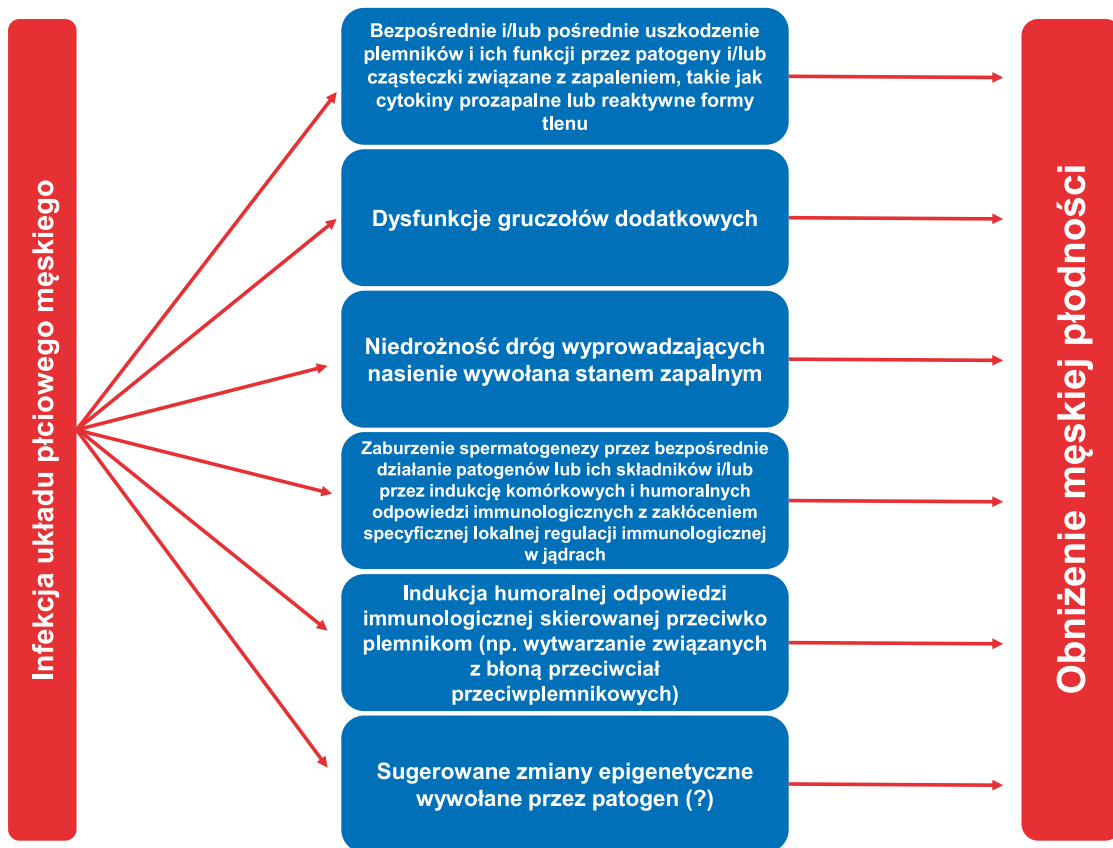 Infekcja układu płciowego męskiego
Bezpośrednie i/lub pośrednie uszkodzenie
plemników i ich funkcji przez patogeny i/lub
cząsteczki związane z zapaleniem, takie jak
cytokiny prozapalne lub reaktywne formy
tlenu
Dysfunkcje gruczołów dodatkowych
Niedrożność dróg wyprowadzających
nasienie wywołana stanem zapalnym
Zaburzenie spermatogenezy przez bezpośrednie
działanie patogenów lub ich składników i/lub
przez indukcję komórkowych i humoralnych
odpowiedzi immunologicznych z zakłóceniem
specyficznej lokalnej regulacji immunologicznej
w jądrach
Indukcja humoralnej odpowiedzi
immunologicznej skierowanej przeciwko
plemnikom (np. wytwarzanie związanych
z błoną przeciwciał
przeciwplemnikowych)
Sugerowane zmiany epigenetyczne
wywołane przez patogen (?)
Obniżenie męskiej płodności